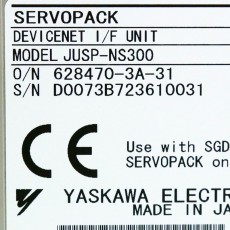 SERVOPACK
DEVICENET I/F UNIT
MODEL JUSP-NS300
O/N 628470-3A-31
S/N D0073B723610031
CE
Use with SGD
SERVOPACK on
YASKAWA ELECTR
MADE IN JA